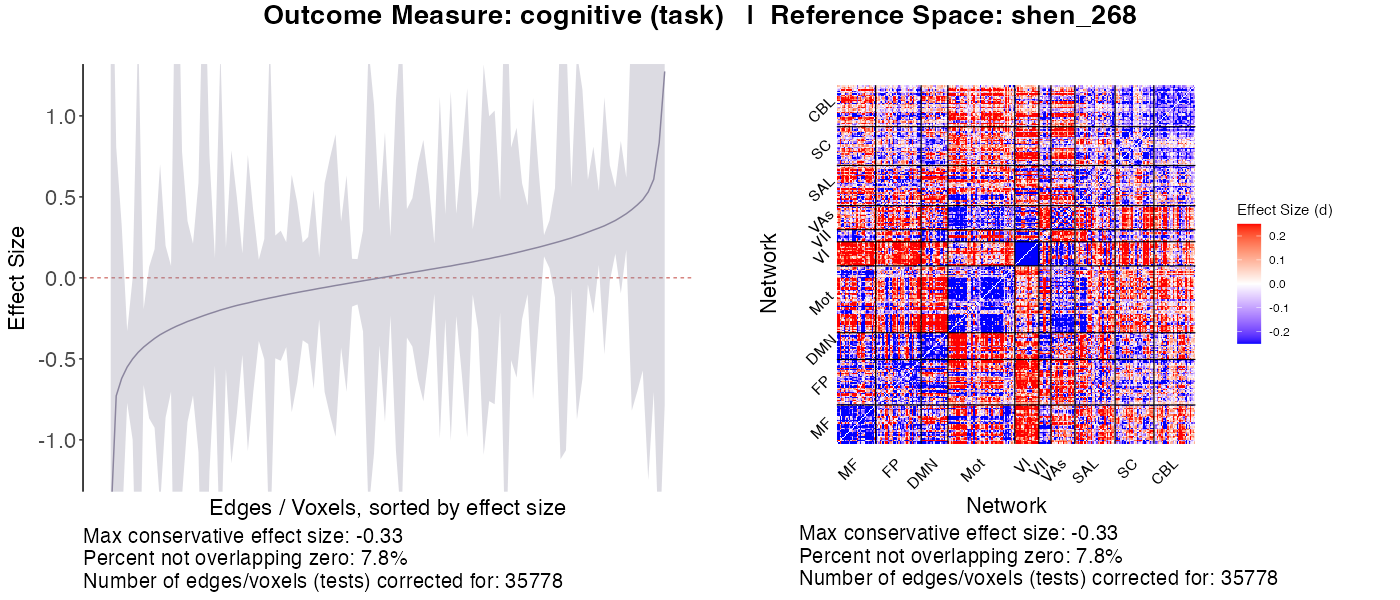 Outcome Measure: cognitive (task) | Reference Space: shen_268
Effect Size
1.0
0.5
0.0
-0.5
-1.0
Edges / Voxels, sorted by effect size
Max conservative effect size: -0.33
Percent not overlapping zero: 7.8%
Number of edges/voxels (tests) corrected for: 35778
Network
CBL
SC
SAL
VAs
VII
VI
Mot
DMN
FP
MF
MF
FP
DMN
Mot
VI
VII
VAs
SAL
SC
CBL
Network
Effect Size (d)
0.2
0.1
0.0
-0.1
-0.2
Max conservative effect size: -0.33
Percent not overlapping zero: 7.8%
Number of edges/voxels (tests) corrected for: 35778